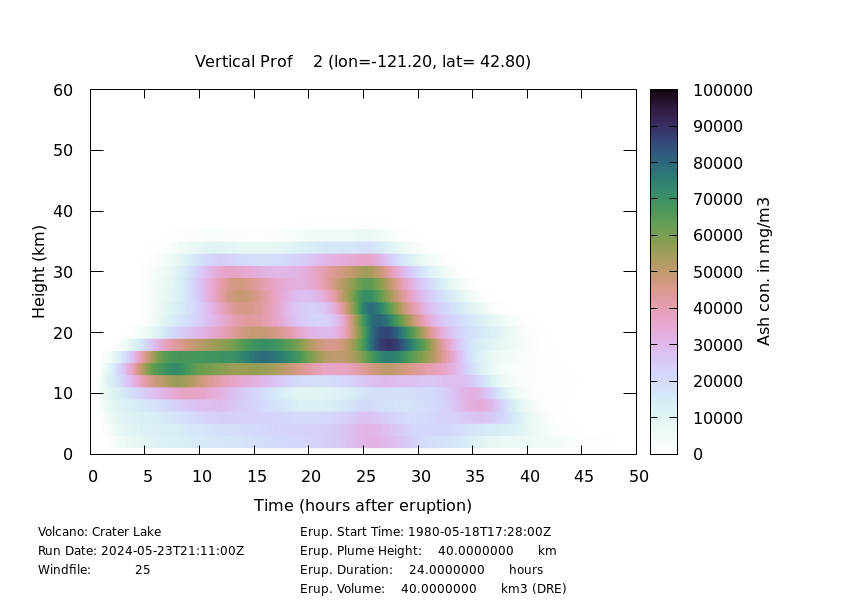 Vertical Prof    2 (lon=-121.20, lat= 42.80)
60
50
40
30
20
10
0
Height (km)
0 5 10 15 20 25 30 35 40 45 50
Time (hours after eruption)
100000
90000
80000
70000
60000
50000
40000
30000
20000
10000
0
Ash con. in mg/m3
Volcano: Crater Lake
Run Date: 2024-05-23T21:11:00Z
Windfile:            25
Erup. Start Time: 1980-05-18T17:28:00Z
Erup. Plume Height:    40.0000000      km
Erup. Duration:    24.0000000      hours
Erup. Volume:    40.0000000      km3 (DRE)